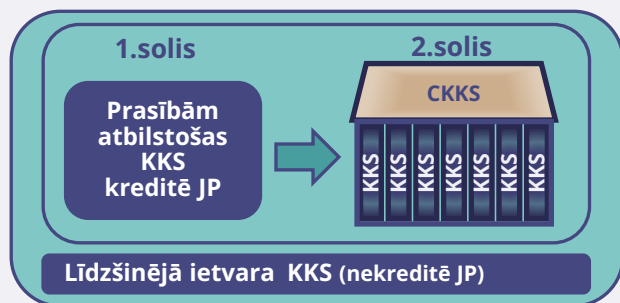 1.solis
Prasībām
atbilstošas
KKS
kreditē JP
2.solis
CKKS
KKS
KKS
KKS
KKS
KKS
KKS
KKS
Līdzšinējā ietvara KKS (nekreditē JP)